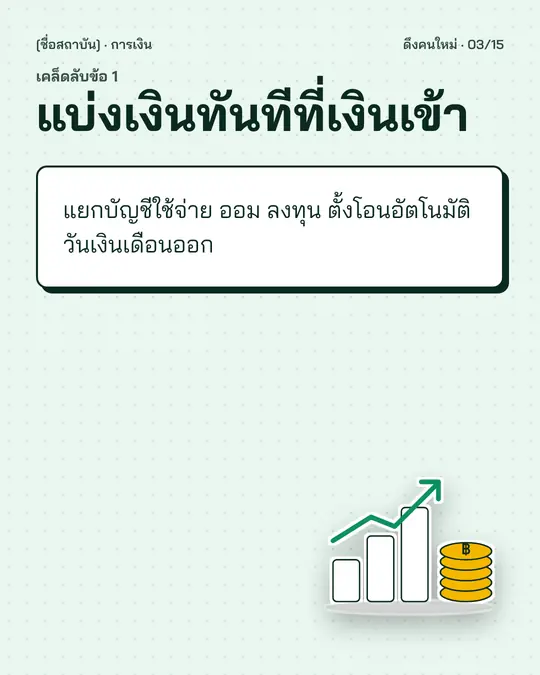 [ชื่อสถาบัน] · การเงิน
ดึงคนใหม่ · 03/15
เคล็ดลับข้อ 1
แบ่งเงินทันทีที่เงินเข้า
แยกบัญชีใช้จ่าย ออม ลงทุน ตั้งโอนอัตโนมัติ
วันเงินเดือนออก
฿